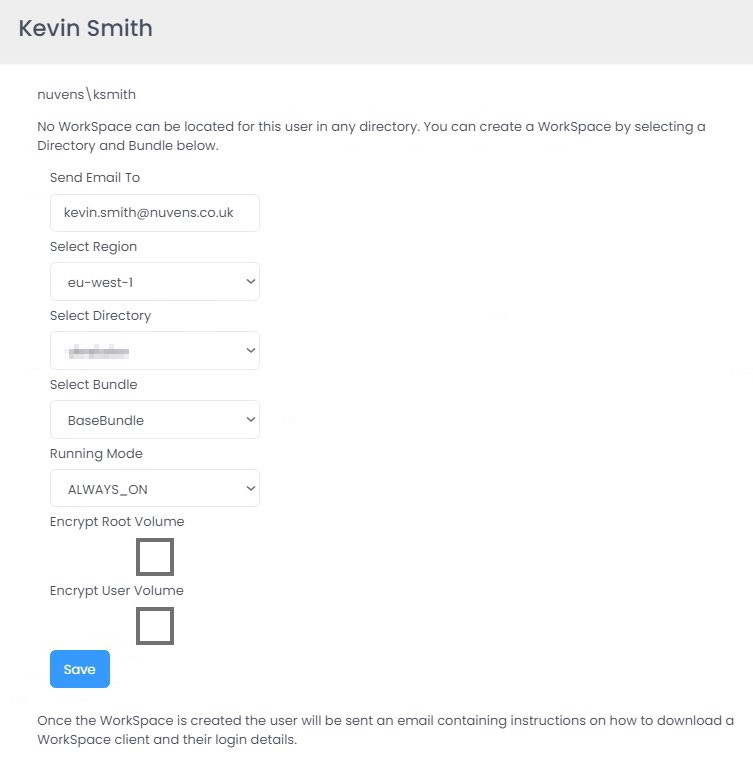 Kevin Smith
nuvens\ksmith
No WorkSpace can be located for this user in any directory. You can create a WorkSpace by selecting a
Directory and Bundle below.
Send Email To
kevin.smith@nuvens.co.uk
Select Region
eu-west-1
Select Directory
Select Bundle
BaseBundle
Running Mode
ALWAYS_ON
Encrypt Root Volume
Encrypt User Volume
Save
Once the WorkSpace is created the user will be sent an email containing instructions on how to download a
WorkSpace client and their login details.